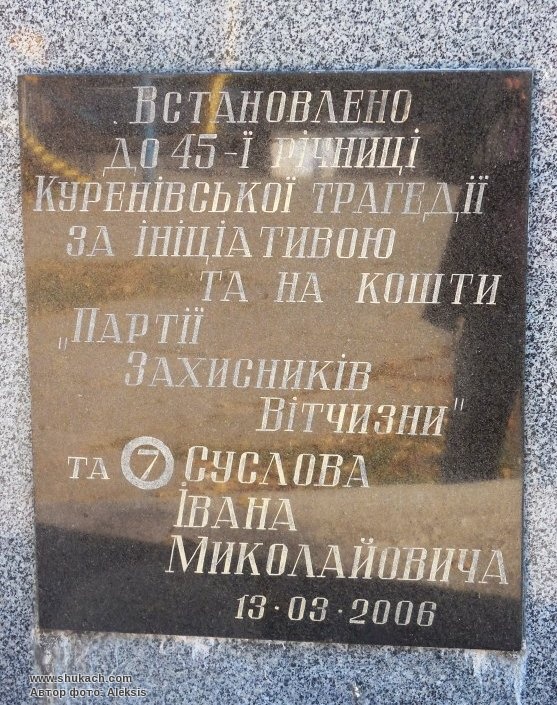 Встановлено
до 45-ї річниці
Куренівської трагедії
за ініціативою
та на кошти
„Партії
Захисників
Вітчизни"
та 7 Суслова
Івана
Миколайовича
13·03·2006
www.shukach.com
Автор фото: Aleksis